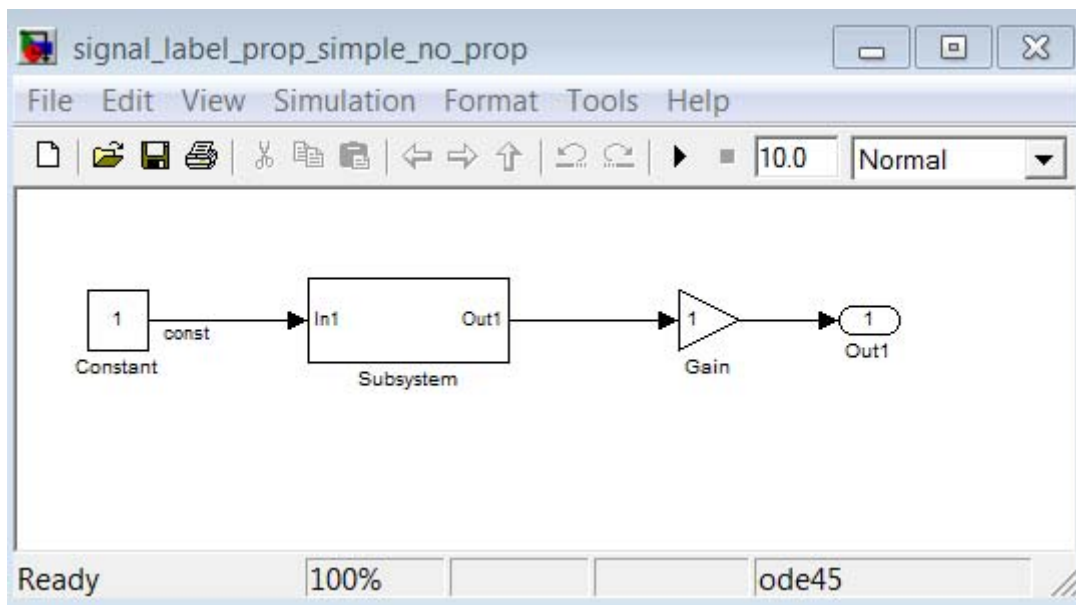 signal_label_prop_simple_no_prop
File Edit View Simulation Format Tools Help
10.0 Normal
1 const In1 Out1 1 1
Constant Subsystem Gain Out1
Ready 100% ode45